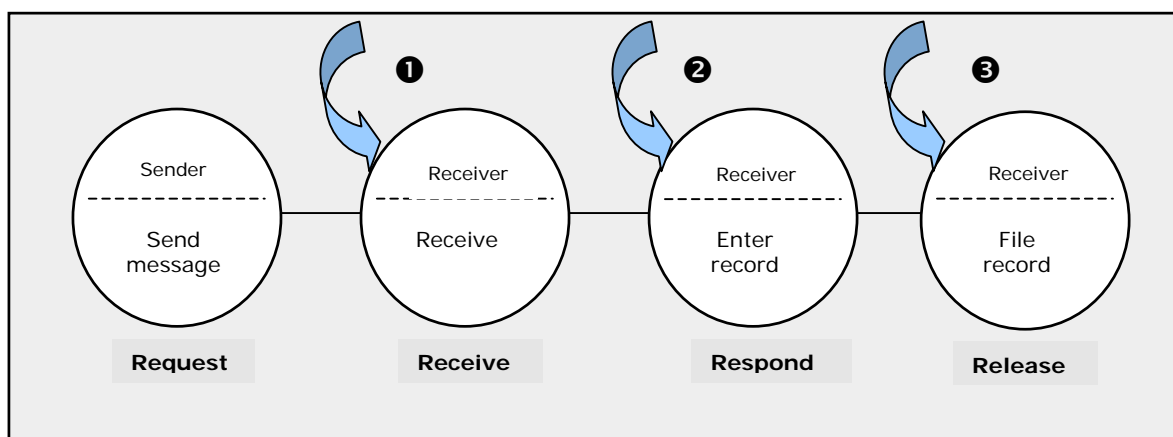 ❶
❷
❸
Sender
Send
message
Receiver
Receive
Receiver
Enter
record
Receiver
File
record
Request
Receive
Respond
Release